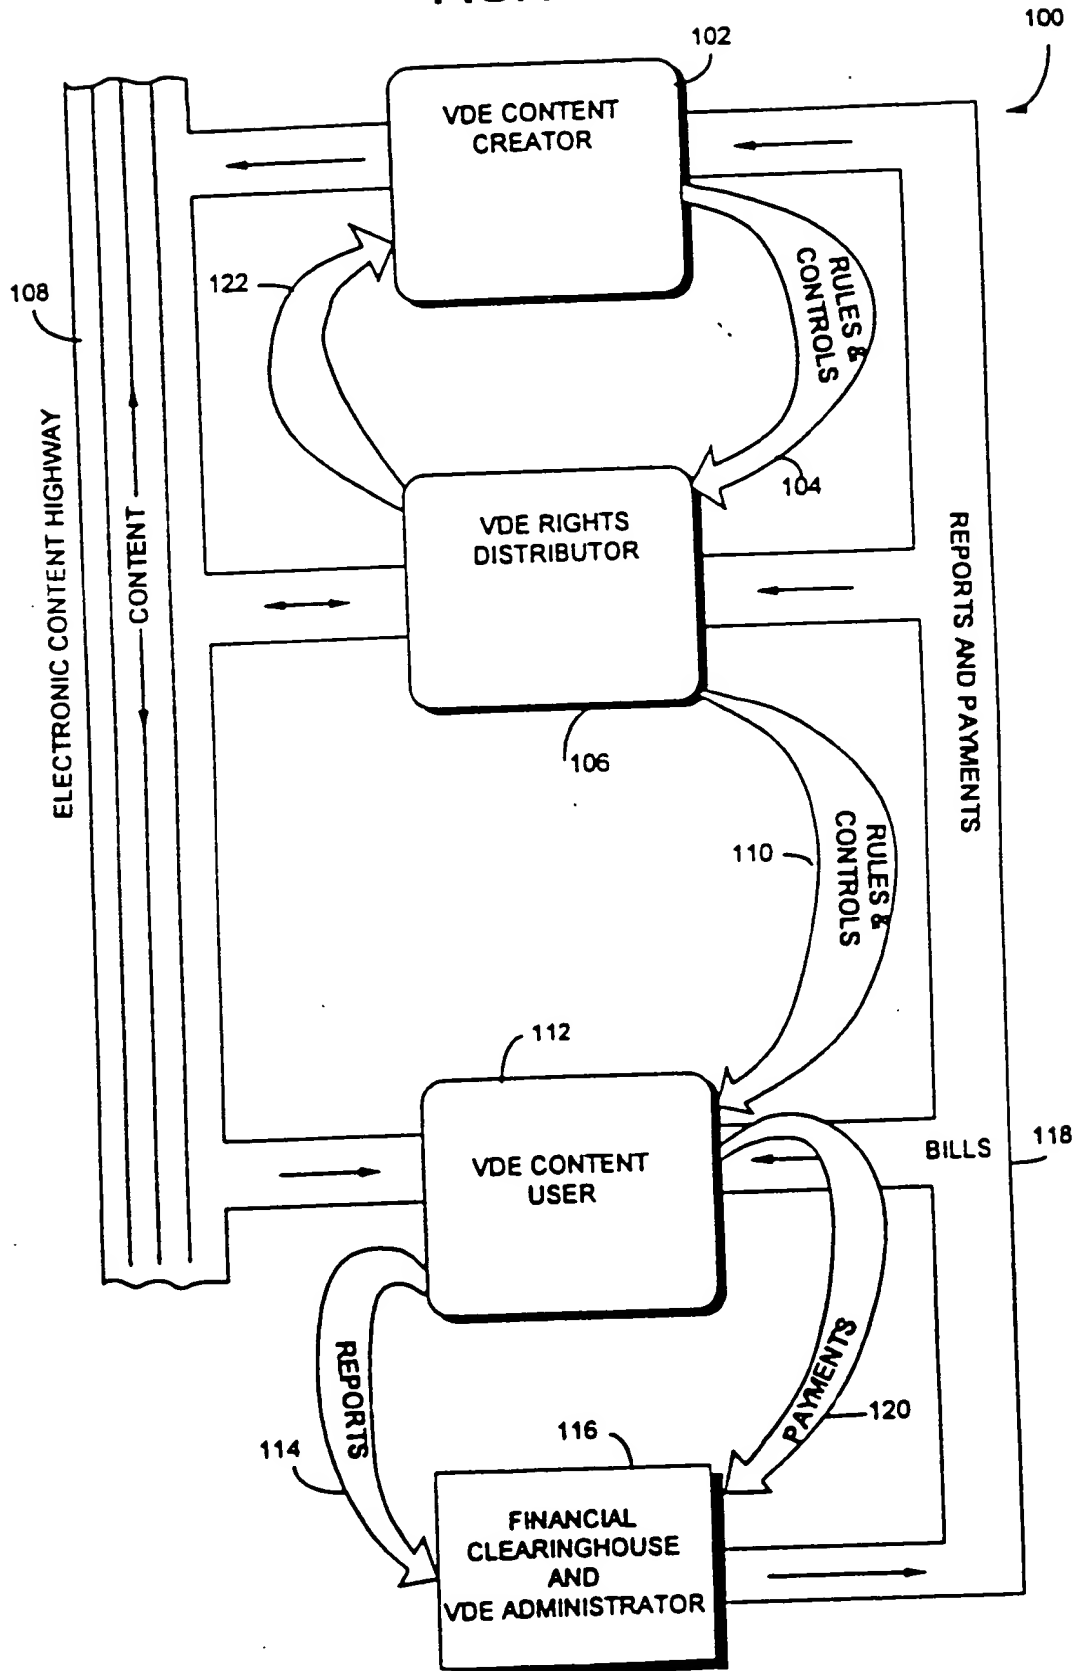 100
102
VDE CONTENT
CREATOR
122
RULES &
CONTROLS
108
104
ELECTRONIC CONTENT HIGHWAY
CONTENT
VDE RIGHTS
DISTRIBUTOR
REPORTS AND PAYMENTS
106
110
RULES &
CONTROLS
112
VDE CONTENT
USER
BILLS
118
REPORTS
PAYMENTS
120
114
116
FINANCIAL
CLEARINGHOUSE
AND
VDE ADMINISTRATOR